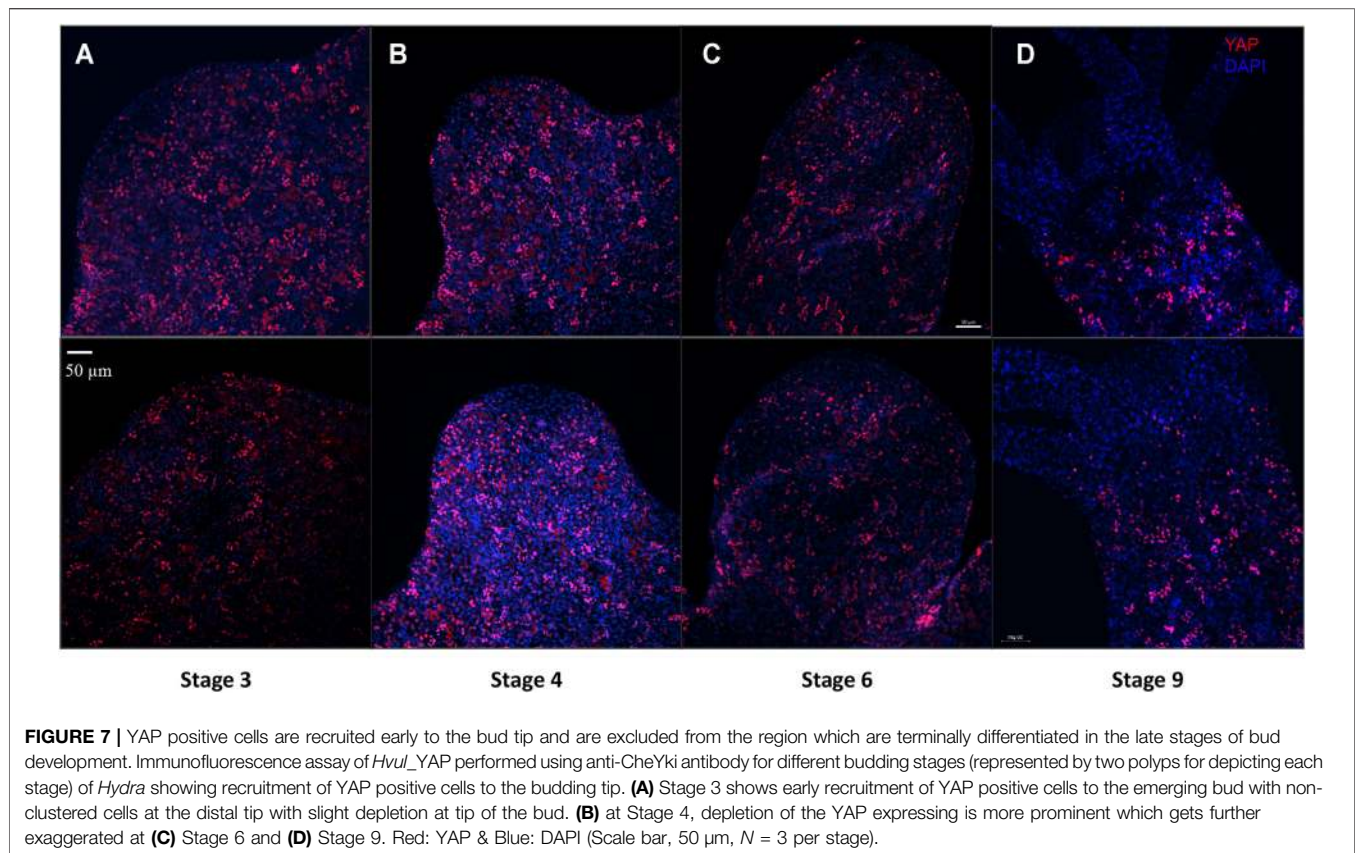 A
B
C
D
YAP
DAPI
50 µm
Stage 3
Stage 4
Stage 6
Stage 9
FIGURE 7 | YAP positive cells are recruited early to the bud tip and are excluded from the region which are terminally differentiated in the late stages of bud
development. Immunofluorescence assay of Hvul_YAP performed using anti-CheYki antibody for different budding stages (represented by two polyps for depicting each
stage) of Hydra showing recruitment of YAP positive cells to the budding tip. (A) Stage 3 shows early recruitment of YAP positive cells to the emerging bud with non-
clustered cells at the distal tip with slight depletion at tip of the bud. (B) at Stage 4, depletion of the YAP expressing is more prominent which gets further
exaggerated at (C) Stage 6 and (D) Stage 9. Red: YAP & Blue: DAPI (Scale bar, 50 µm, N = 3 per stage).